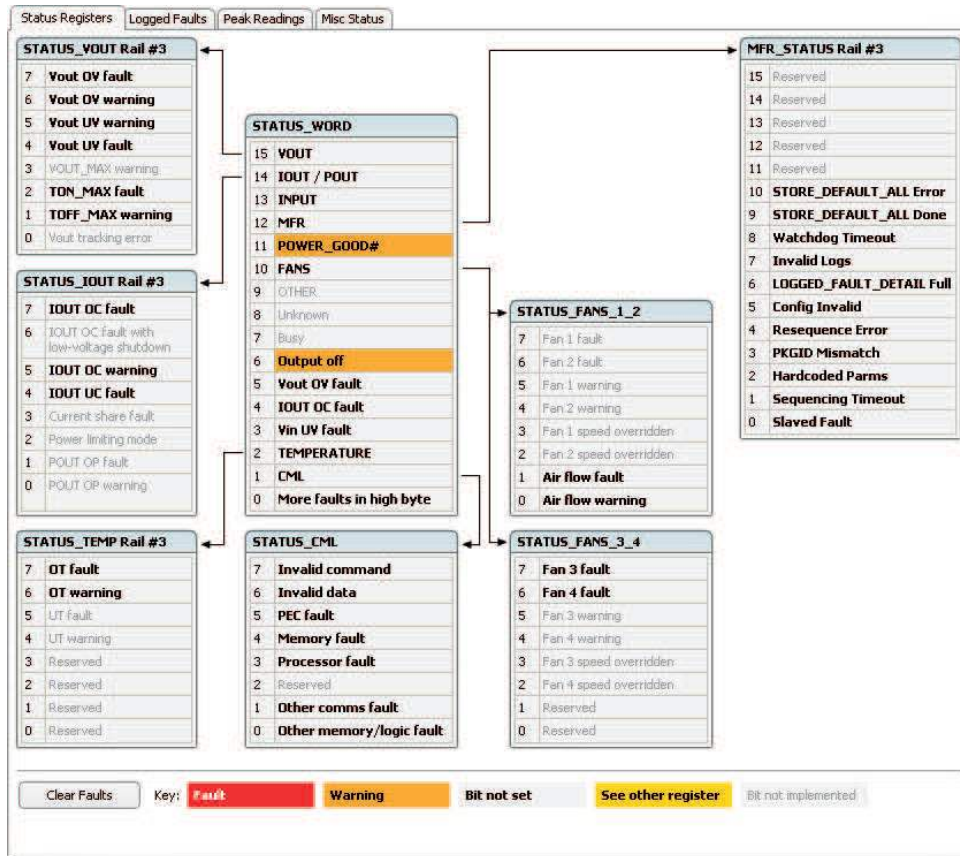 Status Registers Logged Faults Peak Readings Misc Status
STATUS_VOUT Rail #3
7 Vout OV fault
6 Vout OV warning
5 Vout UV warning
4 Vout UV fault
3 VOUT_MAX warning
2 TON_MAX fault
1 TOFF_MAX warning
0 Vout tracking error
STATUS_IOUT Rail #3
7 IOUT OC fault
6 IOUT OC fault with
low-voltage shutdown
5 IOUT OC warning
4 IOUT UC fault
3 Current share fault
2 Power limiting mode
1 POUT OP fault
0 POUT OP warning
STATUS_TEMP Rail #3
7 OT fault
6 OT warning
5 UT fault
4 UT warning
3 Reserved
2 Reserved
1 Reserved
0 Reserved
STATUS_WORD
15 VOUT
14 IOUT / POUT
13 INPUT
12 MFR
11 POWER_GOOD#
10 FANS
9 OTHER
8 Unknown
7 Busy
6 Output off
5 Vout OV fault
4 IOUT OC fault
3 Vin UV fault
2 TEMPERATURE
1 CML
0 More faults in high byte
STATUS_CML
7 Invalid command
6 Invalid data
5 PEC fault
4 Memory fault
3 Processor fault
2 Reserved
1 Other comms fault
0 Other memory/logic fault
STATUS_FANS_1_2
7 Fan 1 fault
6 Fan 2 fault
5 Fan 1 warning
4 Fan 2 warning
3 Fan 1 speed overridden
2 Fan 2 speed overridden
1 Air flow fault
0 Air flow warning
STATUS_FANS_3_4
7 Fan 3 fault
6 Fan 4 fault
5 Fan 3 warning
4 Fan 4 warning
3 Fan 3 speed overridden
2 Fan 4 speed overridden
1 Reserved
0 Reserved
MFR_STATUS Rail #3
15 Reserved
14 Reserved
13 Reserved
12 Reserved
11 Reserved
10 STORE_DEFAULT_ALL Error
9 STORE_DEFAULT_ALL Done
8 Watchdog Timeout
7 Invalid Logs
6 LOGGED_FAULT_DETAIL Full
5 Config Invalid
4 Resequence Error
3 PKGID Mismatch
2 Hardcoded Parms
1 Sequencing Timeout
0 Slaved Fault
Clear Faults Key: Fault Warning Bit not set See other register Bit not implemented